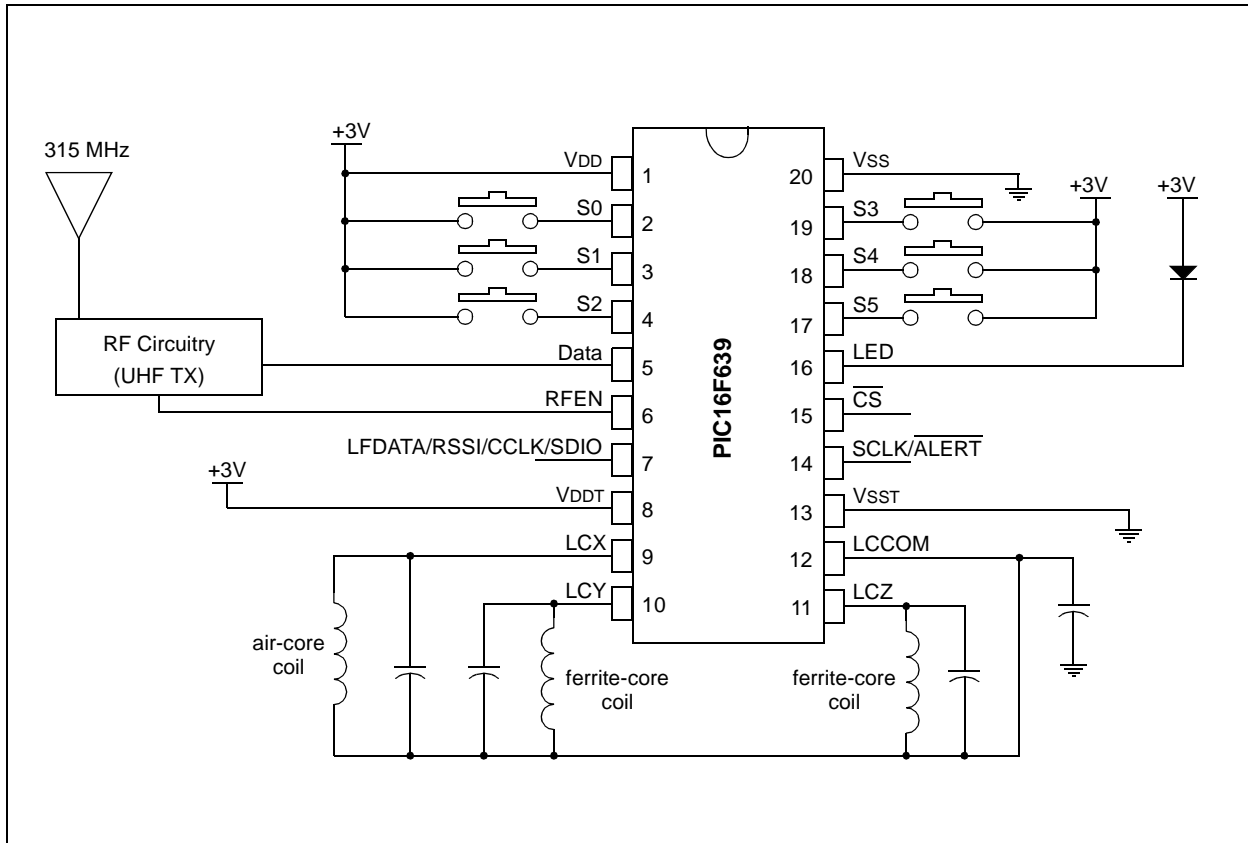 315 MHz
RF Circuitry
(UHF TX)
+3V
VDD
S0
S1
S2
Data
RFEN
LFDATA/RSSI/CCLK/SDIO
+3V
VDDT
LCX
LCY
air-core
coil
ferrite-core
coil
1
2
3
4
5
6
7
8
9
10
PIC16F639
20
19
18
17
16
15
14
13
12
11
VSS
S3
S4
S5
LED
CS
SCLK/ALERT
VSST
LCCOM
LCZ
+3V
+3V
ferrite-core
coil